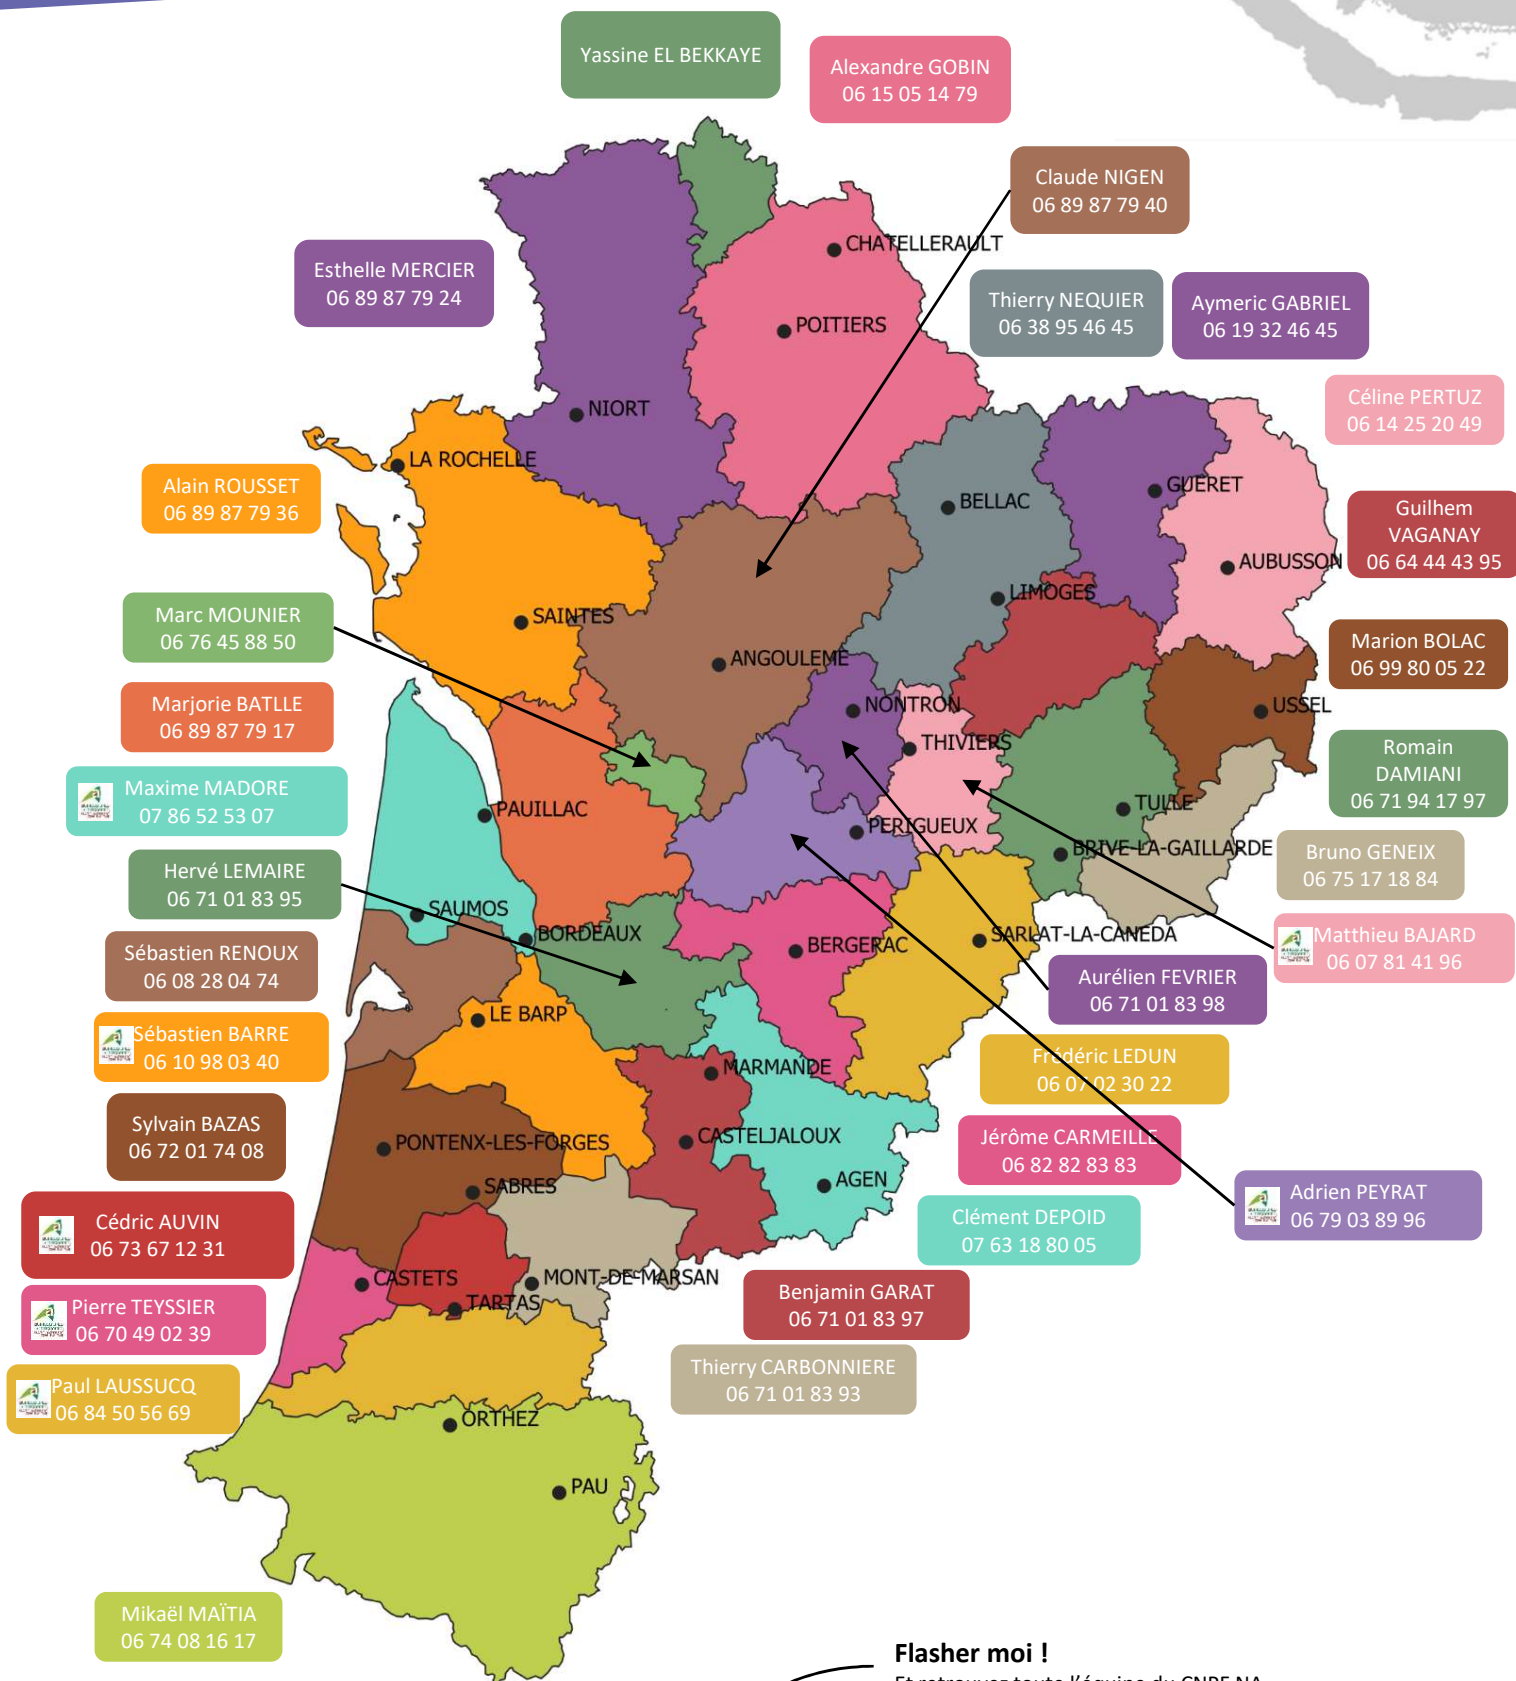 Yassine EL BEKKAYE
Alexandre GOBIN
06 15 05 14 79
Claude NIGEN
06 89 87 79 40
CHATELLERAULT
Esthelle MERCIER
06 89 87 79 24
Thierry NEQUIER
06 38 95 46 45
Aymeric GABRIEL
06 19 32 46 45
POITIERS
Céline PERTUZ
06 14 25 20 49
NIORT
LA ROCHELLE
Alain ROUSSET
06 89 87 79 36
GUERET
BELLAC
Guilhem
VAGANAY
06 64 44 43 95
AUBUSSON
LIMOGES
Marc MOUNIER
06 76 45 88 50
SAINTES
Marion BOLAC
06 99 80 05 22
ANGOULEME
Marjorie BATLLE
06 89 87 79 17
NONTRON
USSEL
THIVIERS
Romain
DAMIANI
06 71 94 17 97
Maxime MADORE
07 86 52 53 07
PAUILLAC
TULLE
PERIGUEUX
BRIVE-LA-GAILLARDE
Bruno GENEIX
06 75 17 18 84
Hervé LEMAIRE
06 71 01 83 95
SAUMOS
BORDEAUX
BERGERAC
SARLAT-LA-CANEDA
Matthieu BAJARD
06 07 81 41 96
Sébastien RENOUX
06 08 28 04 74
Aurélien FEVRIER
06 71 01 83 98
LE BARP
Sébastien BARRE
06 10 98 03 40
MARMANDE
Frédéric LEDUN
06 07 02 30 22
Sylvain BAZAS
06 72 01 74 08
PONTENX-LES-FORGES
CASTELJALOUX
Jérôme CARMEILLE
06 82 82 83 83
SABRES
AGEN
Adrien PEYRAT
06 79 03 89 96
Cédric AUVIN
06 73 67 12 31
Clément DEPOID
07 63 18 80 05
CASTETS
MONT-DE-MARSAN
TARTAS
Benjamin GARAT
06 71 01 83 97
Pierre TEYSSIER
06 70 49 02 39
Thierry CARBONNIERE
06 71 01 83 93
Paul LAUSSUCQ
06 84 50 56 69
ORTHEZ
PAU
Mikaël MAÏTIA
06 74 08 16 17
Flasher moi !
Et retrouvez toute l'équipe du CNPF NA